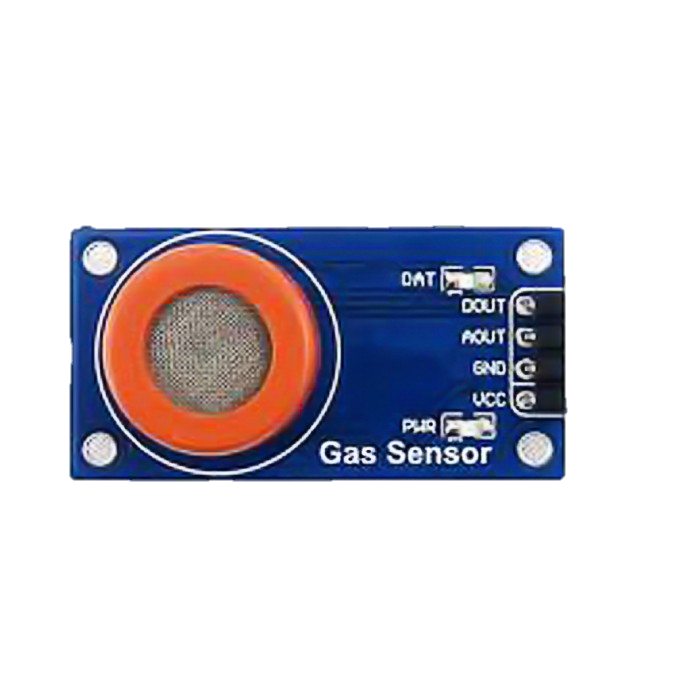 DAT
DOUT
AOUT
GND
VCC
PWR
Gas Sensor